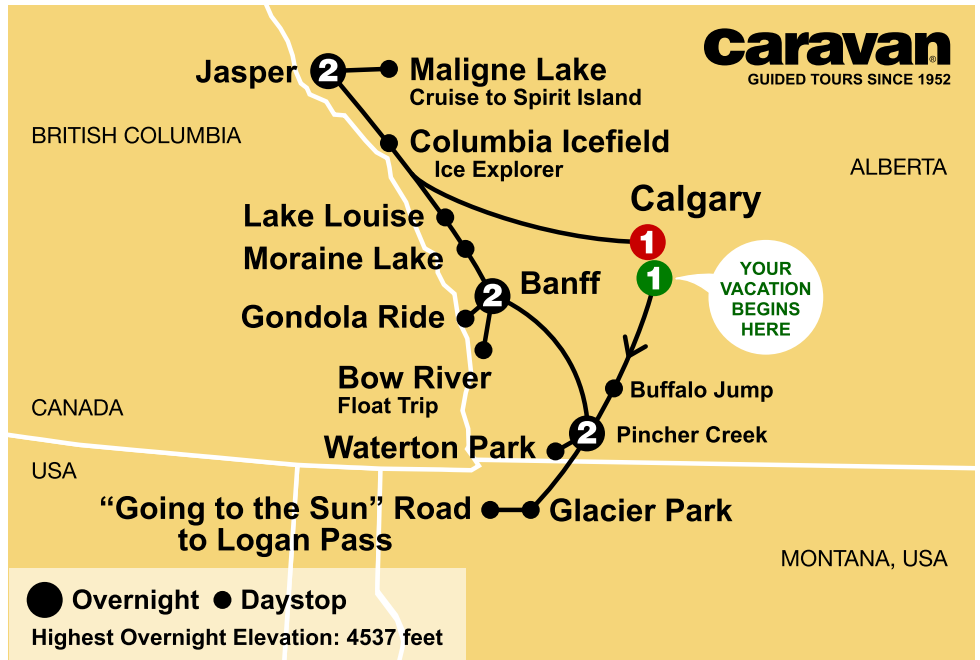 Caravan®
GUIDED TOURS SINCE 1952
Jasper
2
Maligne Lake
Cruise to Spirit Island
BRITISH COLUMBIA
Columbia Icefield
Ice Explorer
ALBERTA
Calgary
1
1
YOUR
VACATION
BEGINS
HERE
Lake Louise
Moraine Lake
Banff
2
Gondola Ride
Bow River
Float Trip
Buffalo Jump
CANADA
2
Pincher Creek
Waterton Park
USA
“Going to the Sun” Road
to Logan Pass
Glacier Park
MONTANA, USA
Overnight
Daystop
Highest Overnight Elevation: 4537 feet